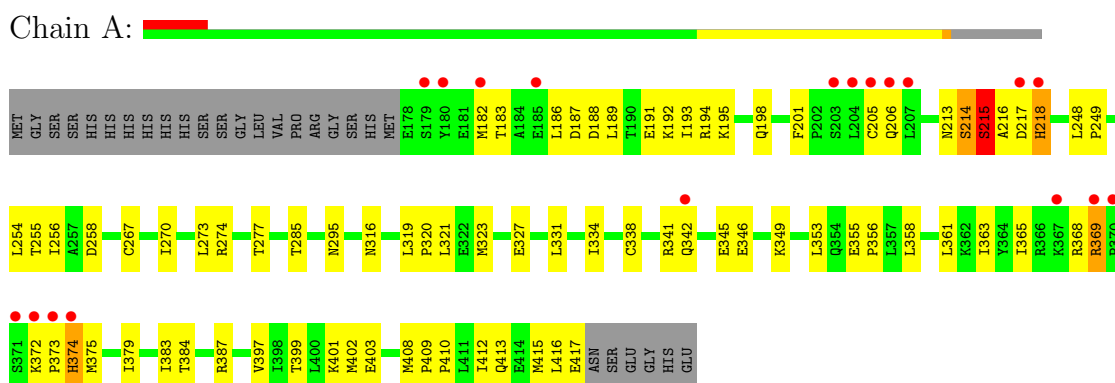 Chain A:
MET GLY SER SER HIS HIS HIS HIS HIS HIS SER SER GLY LEU VAL PRO ARG GLY SER HIS MET E178 S179 Y180 E181 M182 T183 A184 E185 L186 D187 D188 L189 T190 E191 K192 I193 R194 K195 Q198 F201 P202 S203 L204 C205 Q206 L207 N213 S214 S215 A216 D217 H218 L248 P249
L254 T255 I256 A257 D258 C267 I270 L273 R274 T277 T285 N295 N316 L319 P320 L321 E322 M323 E327 L331 I334 C338 R341 Q342 E345 E346 K349 L353 Q354 E355 P356 L357 L358 L361 K362 I363 Y364 I365 R366 K367 R368 R369
S371 K372 P373 H374 M375 I379 I383 T384 R387 V397 I398 T399 L400 K401 M402 E403 M408 P409 P410 L411 I412 Q413 E414 M415 L416 E417 ASN SER GLU GLY HIS GLU